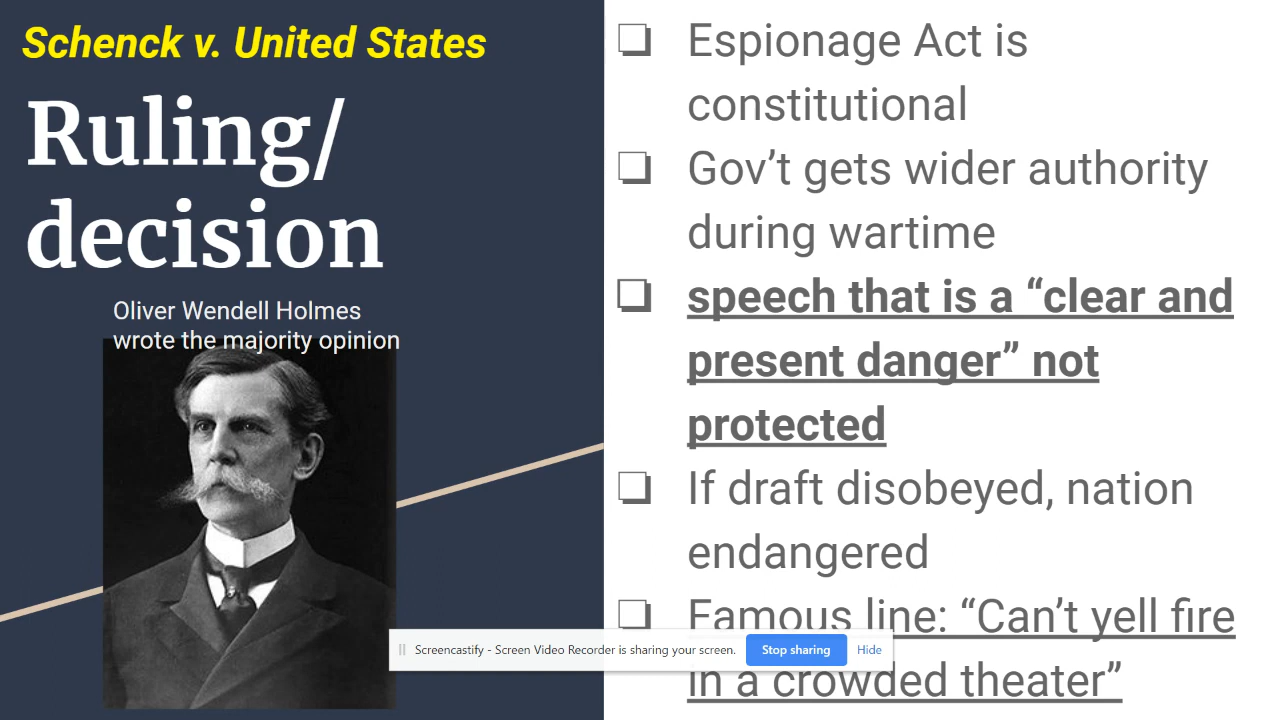 Schenck v. United States
Ruling/
decision
Oliver Wendell Holmes
wrote the majority opinion
❏ Espionage Act is
constitutional
❏ Gov’t gets wider authority
during wartime
❏ speech that is a “clear and
present danger” not
protected
❏ If draft disobeyed, nation
endangered
❏ Famous line: “Can’t yell fire
in a crowded theater”
Screencastify - Screen Video Recorder is sharing your screen. Stop sharing Hide